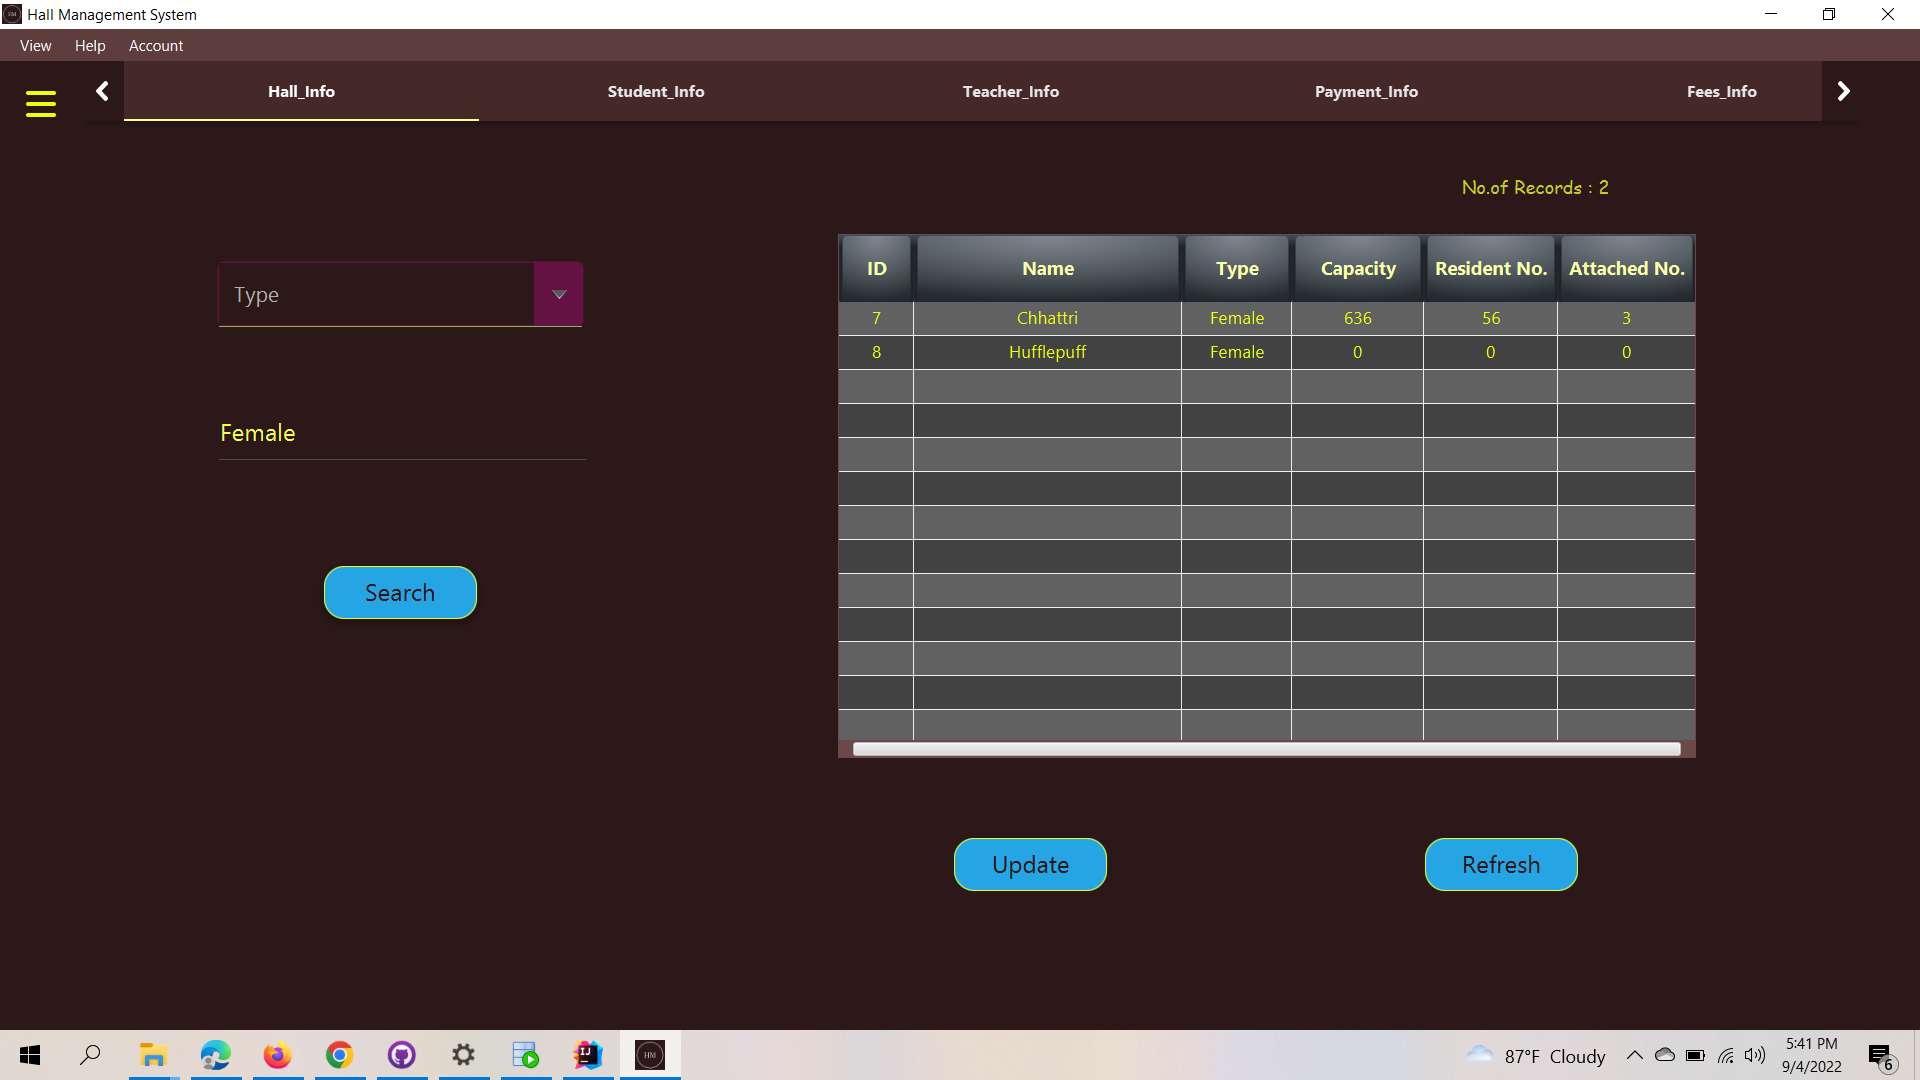 Hall Management System
View Help Account
Hall_Info Student_Info Teacher_Info Payment_Info Fees_Info
No.of Records : 2
Type
Female
Search
ID Name Type Capacity Resident No. Attached No.
7 Chhattri Female 636 56 3
8 Hufflepuff Female 0 0 0
Update Refresh
HM
87°F Cloudy
5:41 PM
9/4/2022
6